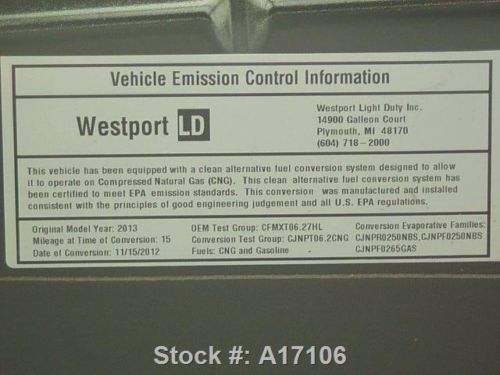 Vehicle Emission Control Information
Westport LD
Westport Light Duty Inc.
14900 Galleon Court
Plymouth, MI 48170
(604) 718-2000
This vehicle has been equipped with a clean alternative fuel conversion system designed to allow
it to operate on Compressed Natural Gas (CNG). This clean alternative fuel conversion system has
been certified to meet EPA emission standards. This conversion was manufactured and installed
consistent with the principles of good engineering judgement and all U.S. EPA regulations.
Original Model Year: 2013
Mileage at Time of Conversion: 15
Date of Conversion: 11/15/2012
OEM Test Group: CFMXT06.27HL
Conversion Test Group: CJNPT06.2CNG
Fuels: CNG and Gasoline
Conversion Evaporative Families:
CJNPR0250NBS, CJNPF0250NBS
CJNPF0265GAS
Stock #: A17106